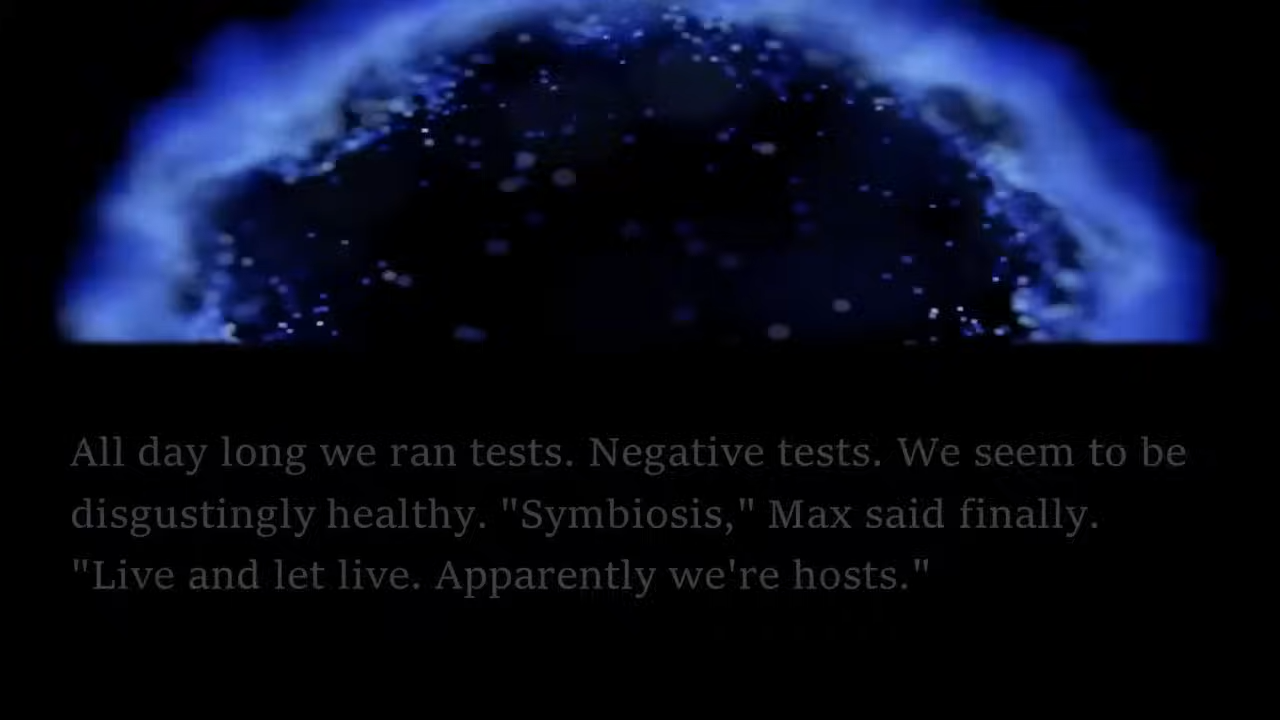 All day long we ran tests. Negative tests. We seem to be
disgustingly healthy. "Symbiosis," Max said finally.
"Live and let live. Apparently we're hosts."